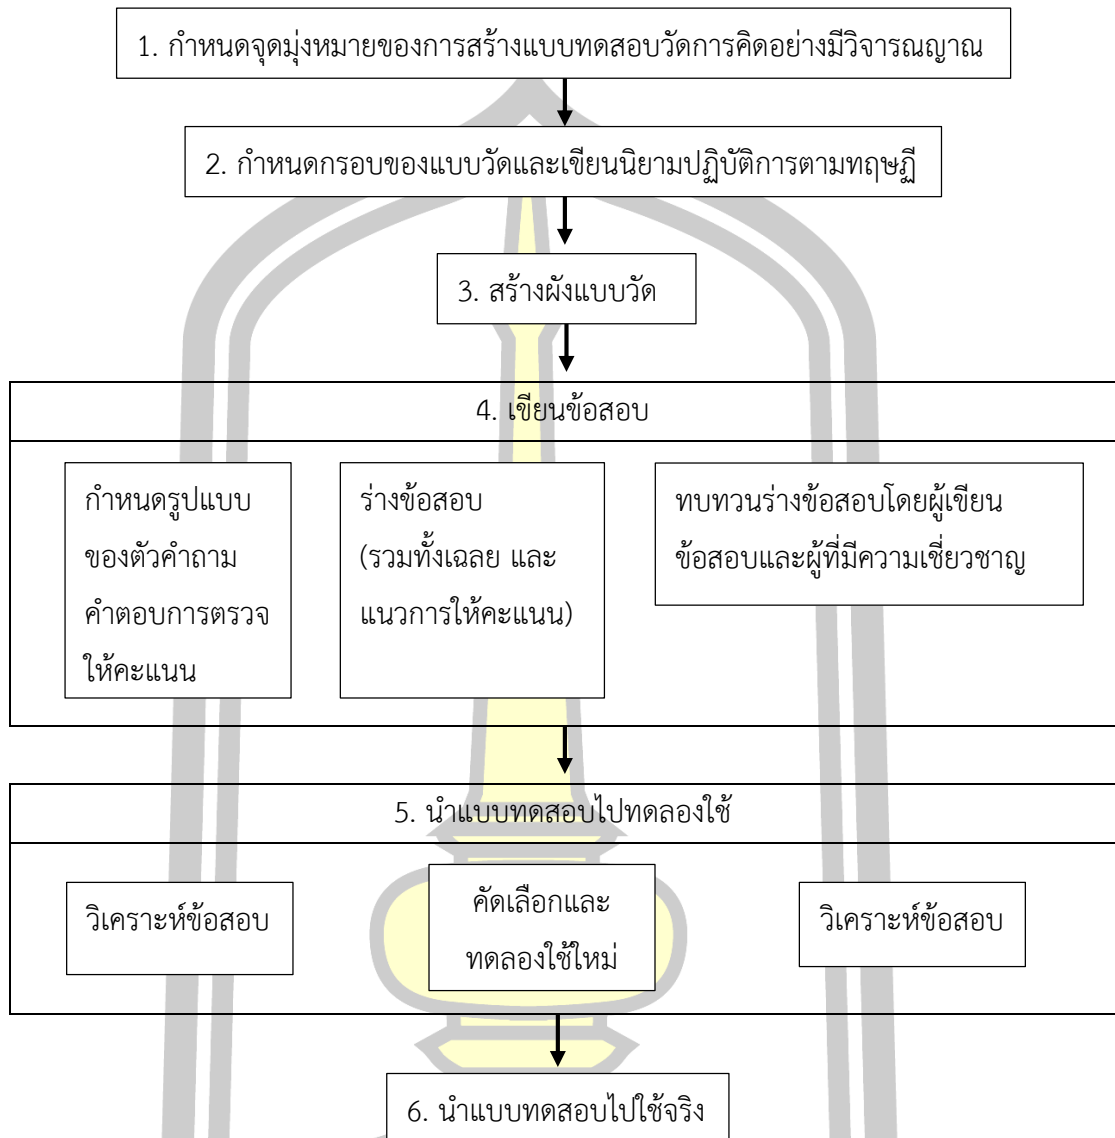 1. กำหนดจุดมุ่งหมายของการสร้างแบบทดสอบวัดการคิดอย่างมีวิจารณญาณ
2. กำหนดกรอบของแบบวัดและเขียนนิยามปฏิบัติการตามทฤษฏี
3. สร้างผังแบบวัด
4. เขียนข้อสอบ
กำหนดรูปแบบ
ของตัวคำถาม
คำตอบการตรวจ
ให้คะแนน
ร่างข้อสอบ
(รวมทั้งเฉลย และ
แนวการให้คะแนน)
ทบทวนร่างข้อสอบโดยผู้เขียน
ข้อสอบและผู้ที่มีความเชี่ยวชาญ
5. นำแบบทดสอบไปทดลองใช้
วิเคราะห์ข้อสอบ
คัดเลือกและ
ทดลองใช้ใหม่
วิเคราะห์ข้อสอบ
6. นำแบบทดสอบไปใช้จริง